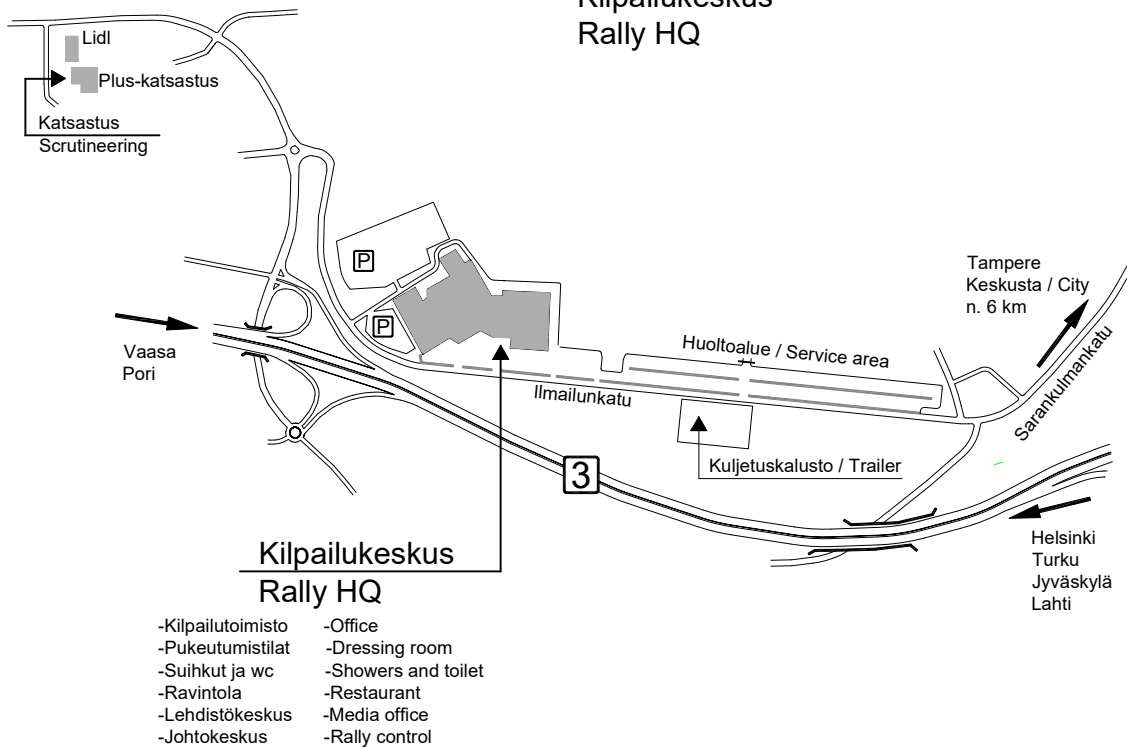 Kilpailukeskus
Rally HQ
Lidl
Plus-katsastus
Katsastus
Scrutineering
P
P
Tampere
Keskusta / City
n. 6 km
Vaasa
Pori
Huoltoalue / Service area
Ilmailunkatu
Sarankulmankatu
Kuljetuskalusto / Trailer
3
Helsinki
Turku
Jyväskylä
Lahti
Kilpailukeskus
Rally HQ
-Kilpailutoimisto -Office
-Pukeutumistilat -Dressing room
-Suihkut ja wc -Showers and toilet
-Ravintola -Restaurant
-Lehdistökeskus -Media office
-Johtokeskus -Rally control